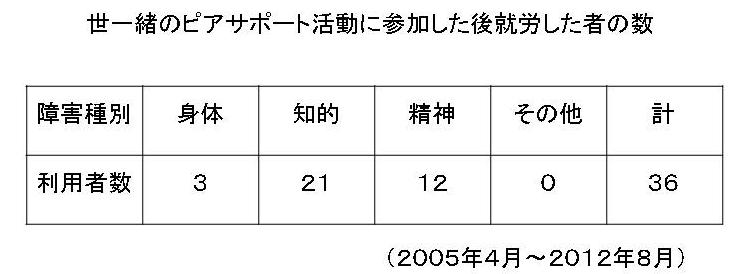 世一緒のピアサポート活動に参加した後就労した者の数
障害種別 身体 知的 精神 その他 計
利用者数 ３ ２１ １２ ０ ３６
（２００５年４月～２０１２年８月）